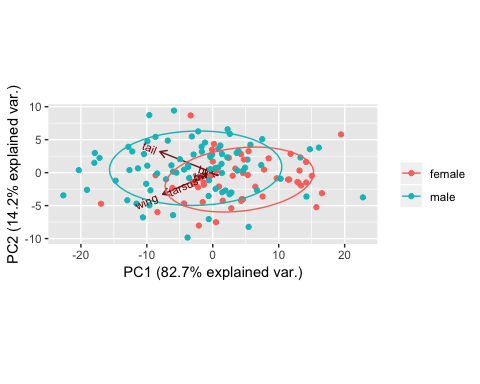 PC2 (14.2% explained var.)
10
5
0
-5
-10
tail
wing
tarsus
-20
-10
0
10
20
PC1 (82.7% explained var.)
female
male